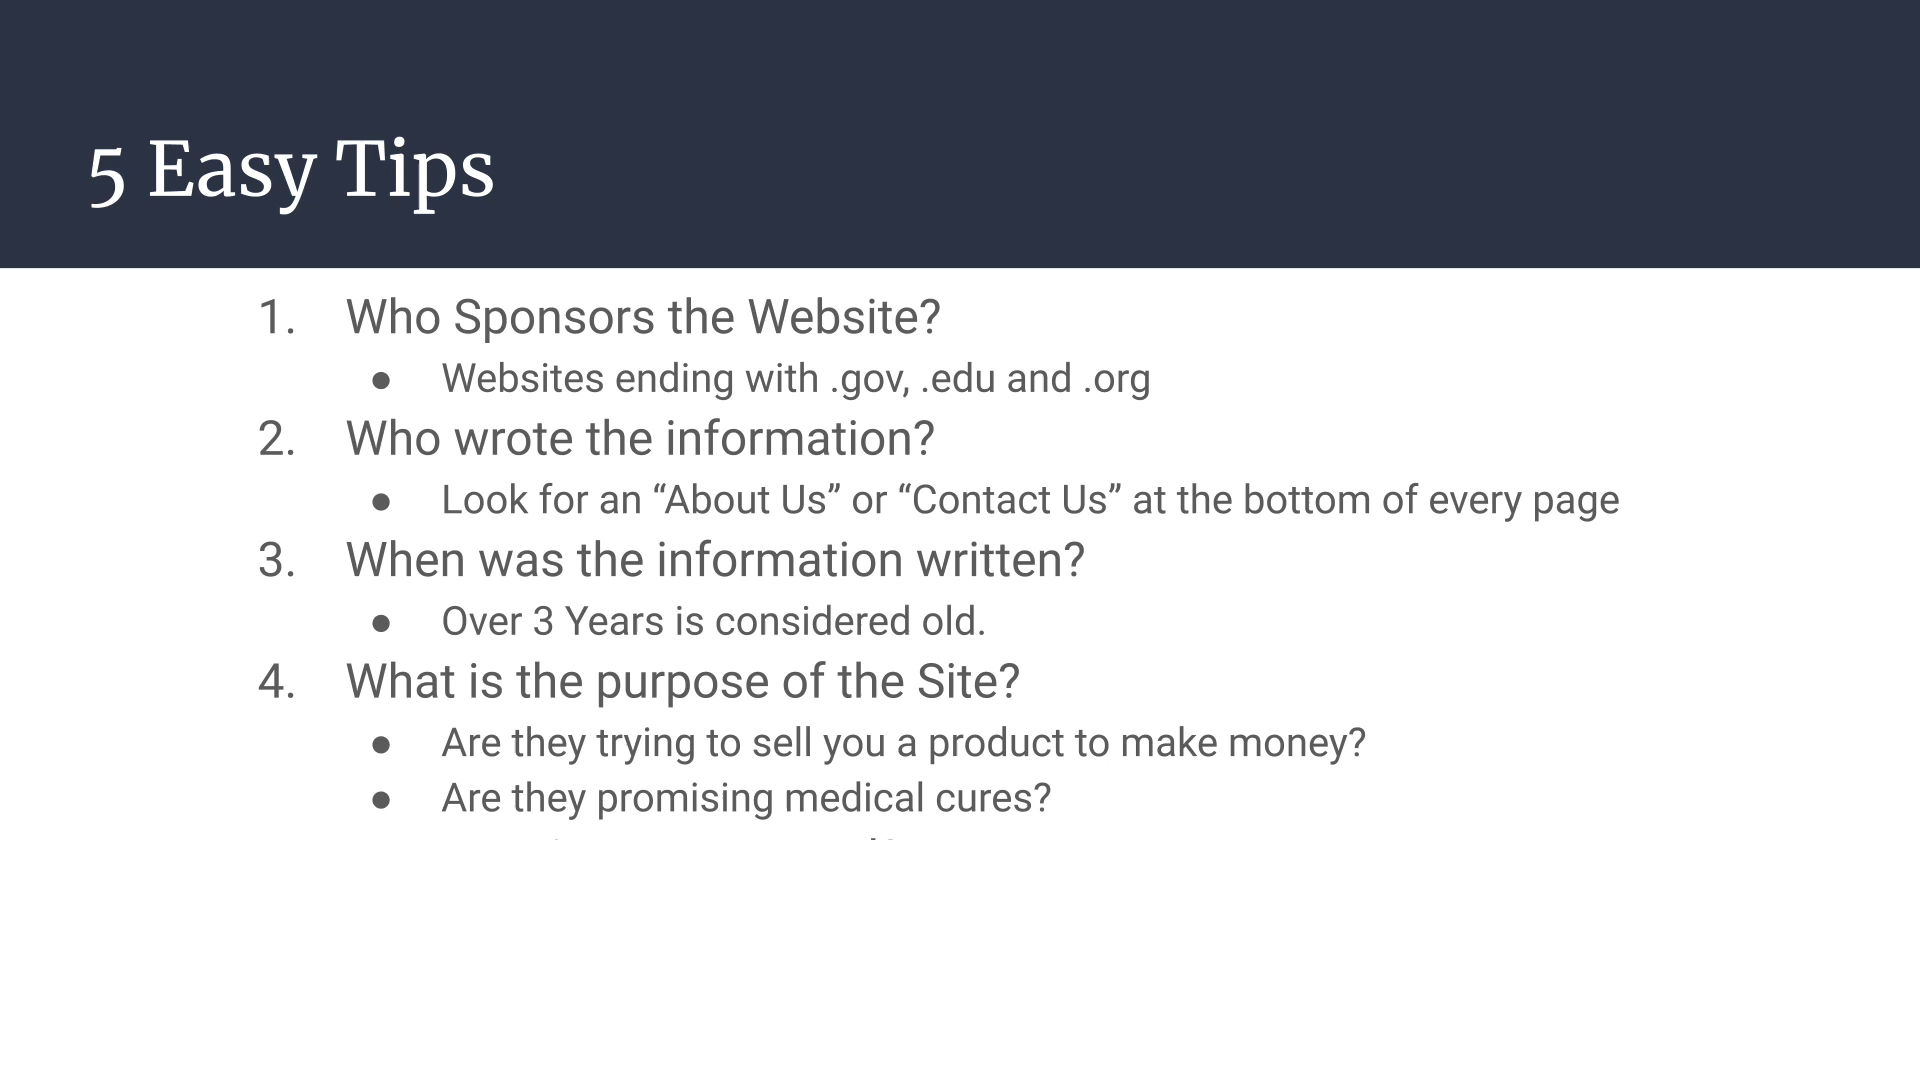 5 Easy Tips
1. Who Sponsors the Website?
● Websites ending with .gov, .edu and .org
2. Who wrote the information?
● Look for an “About Us” or “Contact Us” at the bottom of every page
3. When was the information written?
● Over 3 Years is considered old.
4. What is the purpose of the Site?
● Are they trying to sell you a product to make money?
● Are they promising medical cures?